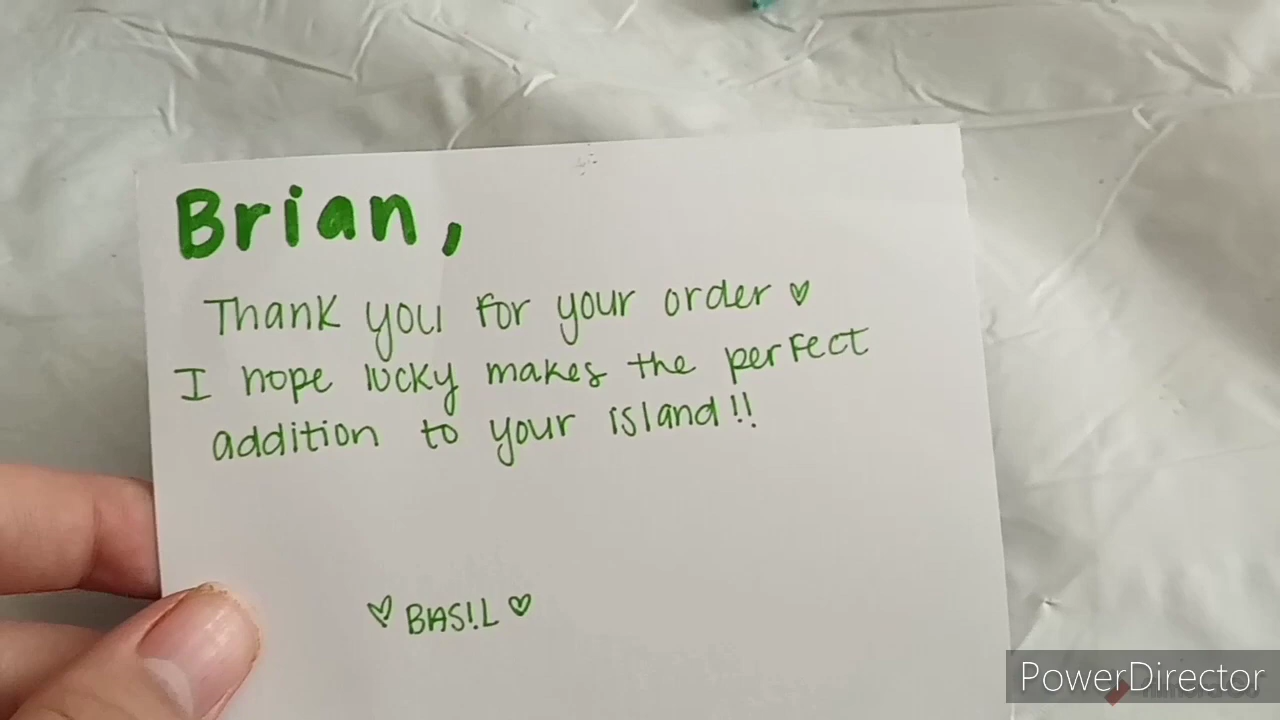 Brian,
Thank you for your order ♥
I hope lucky makes the perfect
addition to your island!!
♥ BASIL ♥
PowerDirector